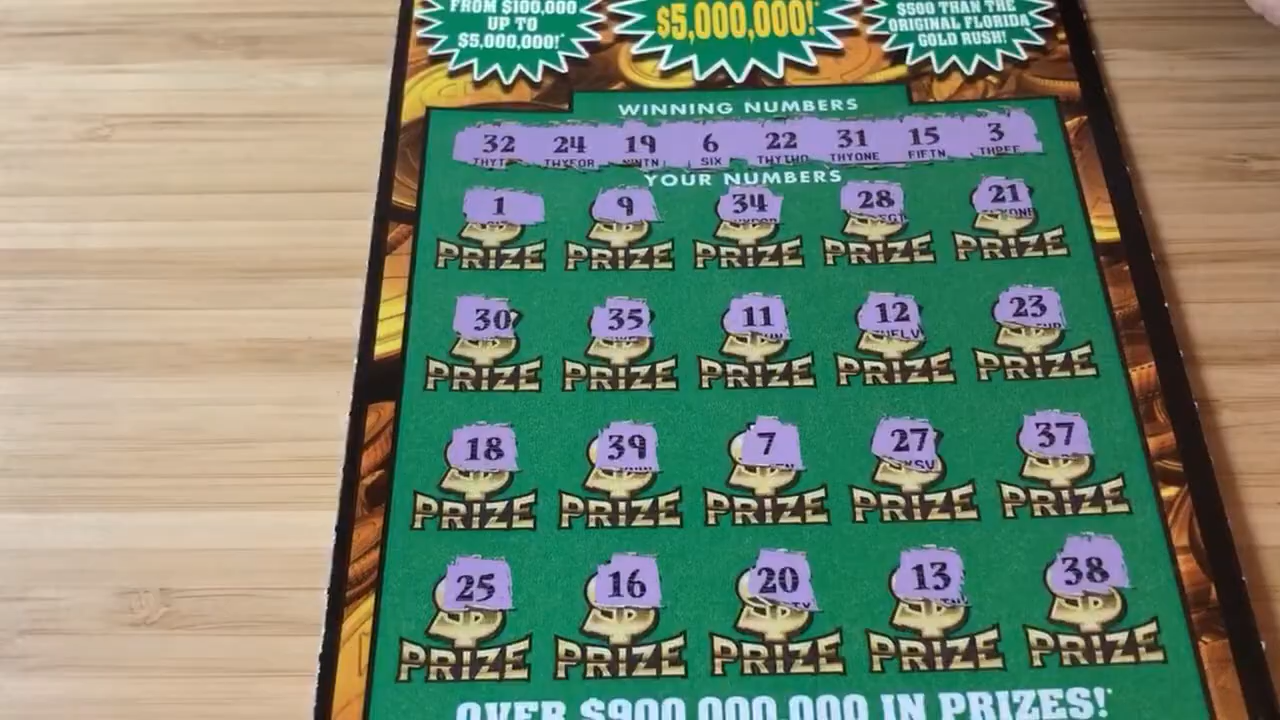 FROM $100,000
UP TO
$5,000,000!*
$5,000,000!*
$500 THAN THE
ORIGINAL FLORIDA
GOLD RUSH!
WINNING NUMBERS
32 24 19 6 22 31 15 3
SIX THYONE FIFTN THREE
YOUR NUMBERS
1 9 34 28 21
PRIZE PRIZE PRIZE PRIZE PRIZE
30 35 11 12 23
PRIZE PRIZE PRIZE PRIZE PRIZE
18 39 7 27 37
PRIZE PRIZE PRIZE PRIZE PRIZE
25 16 20 13 38
PRIZE PRIZE PRIZE PRIZE PRIZE
OVER $900,000,000 IN PRIZES!*